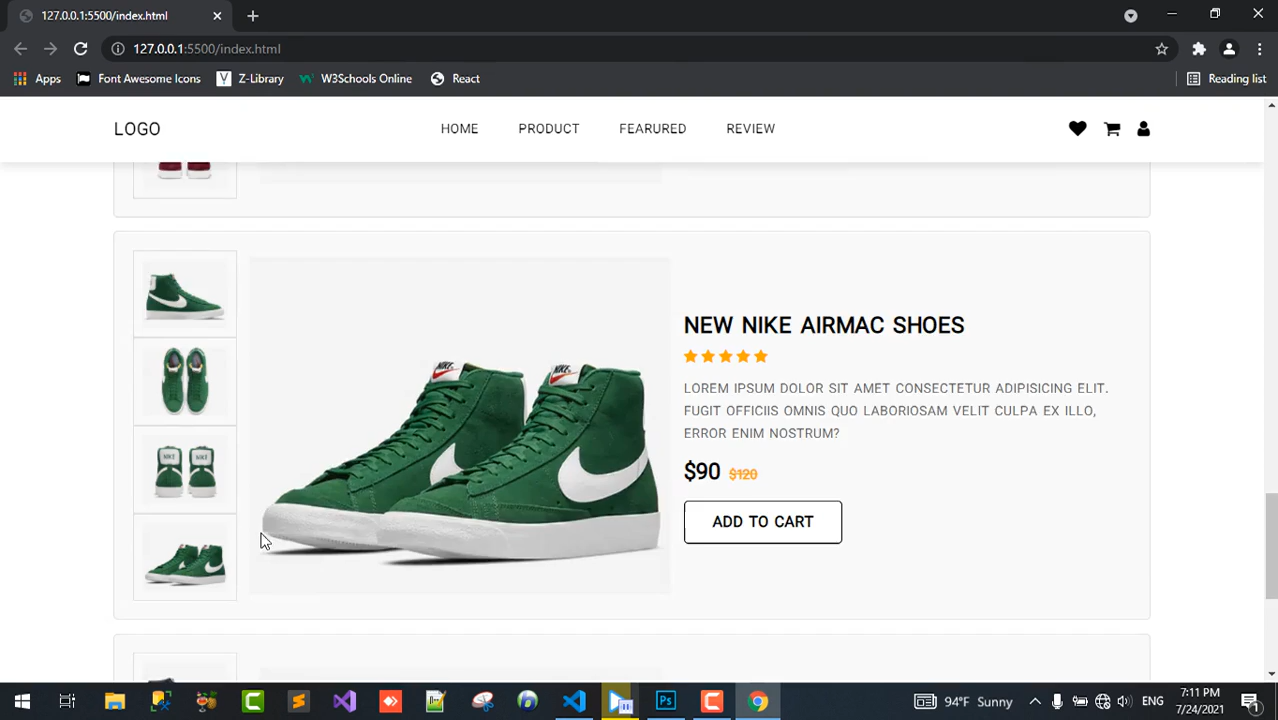 127.0.0.1:5500/index.html
127.0.0.1:5500/index.html
Apps Font Awesome Icons Z-Library W3Schools Online React Reading list
LOGO HOME PRODUCT FEARURED REVIEW
NEW NIKE AIRMAC SHOES
LOREM IPSUM DOLOR SIT AMET CONSECTETUR ADIPISICING ELIT.
FUGIT OFFICIIS OMNIS QUO LABORIOSAM VELIT CULPA EX ILLO,
ERROR ENIM NOSTRUM?
$90 $120
ADD TO CART
NIKE NIKE
94°F Sunny ENG 7:11 PM
7/24/2021